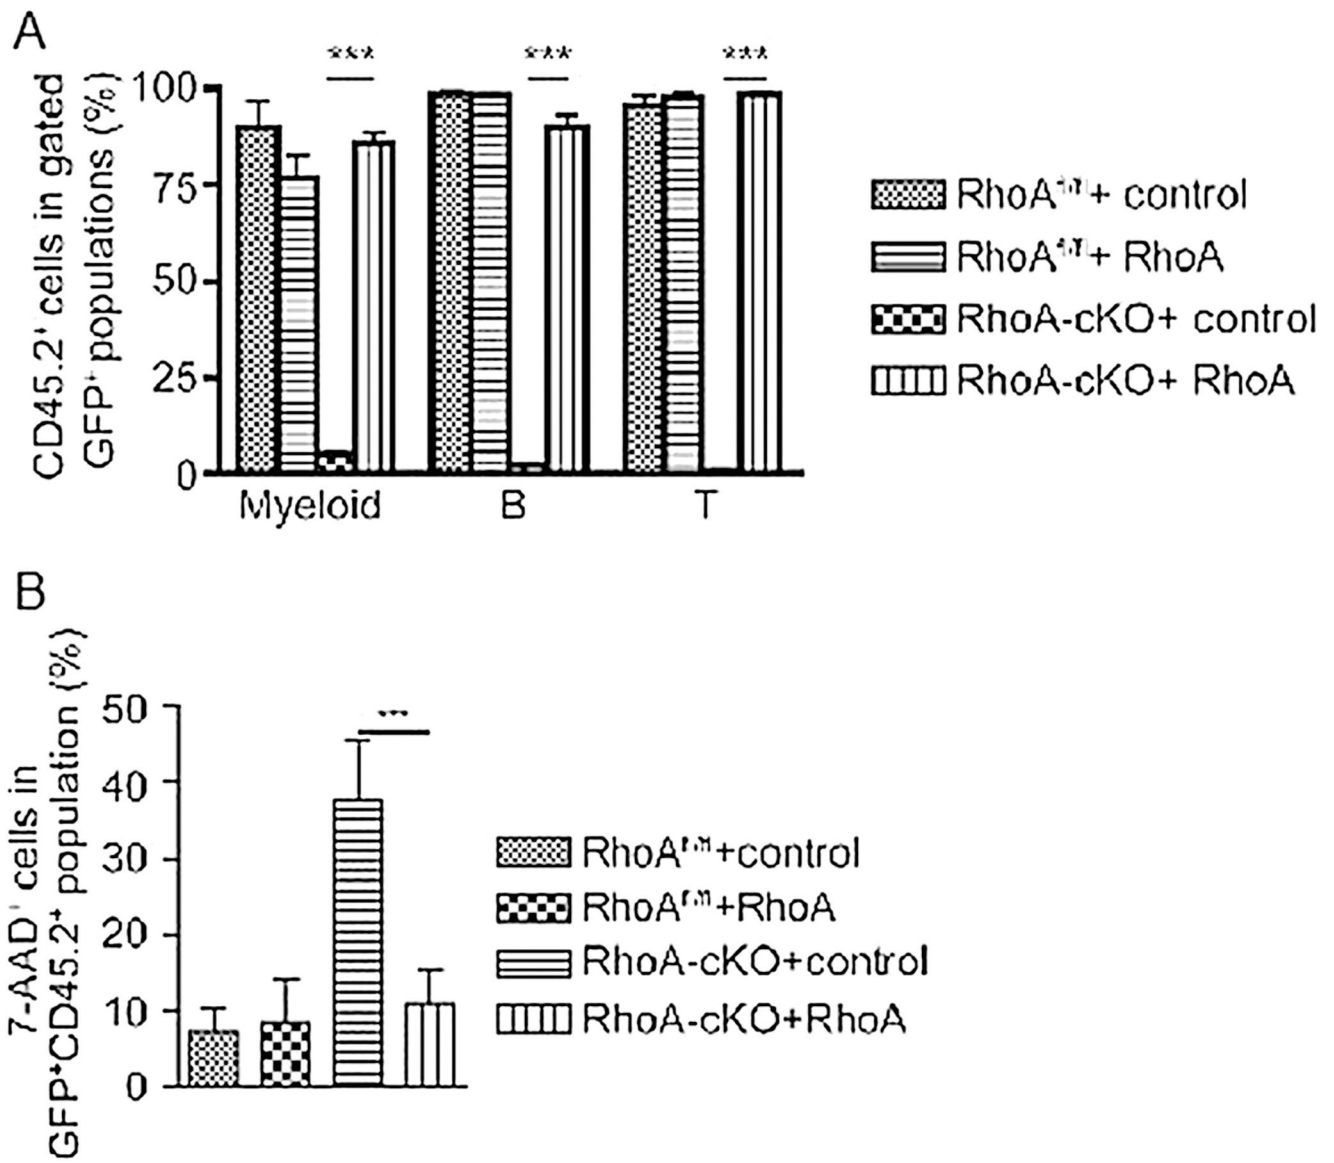 A
***
***
***
CD45.2⁺ cells in gated
GFP⁺ populations (%)
100
75
50
25
0
Myeloid
B
T
RhoA + control
RhoA + RhoA
RhoA-cKO+ control
RhoA-cKO+ RhoA
B
7-AAD cells in
GFP⁺CD45.2⁺ population (%)
50
40
30
20
10
0
RhoA +control
RhoA +RhoA
RhoA-cKO+control
RhoA-cKO+RhoA